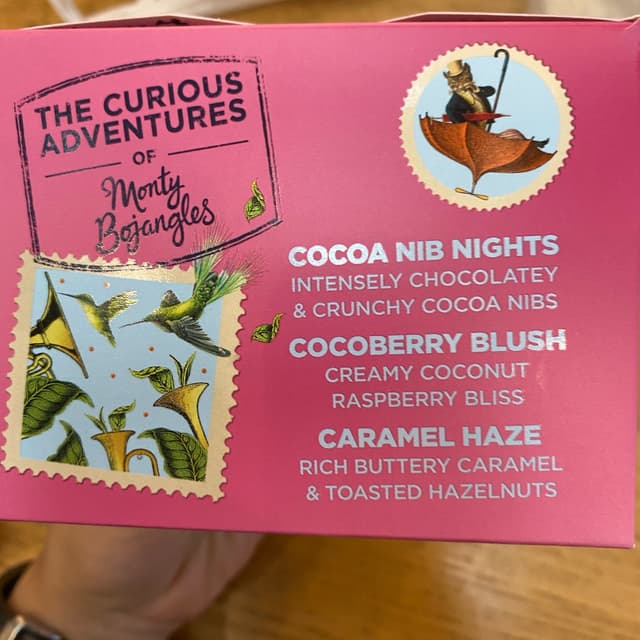 THE CURIOUS
ADVENTURES
OF
Monty
Bojangles
COCOA NIB NIGHTS
INTENSELY CHOCOLATEY
& CRUNCHY COCOA NIBS
COCOBERRY BLUSH
CREAMY COCONUT
RASPBERRY BLISS
CARAMEL HAZE
RICH BUTTERY CARAMEL
& TOASTED HAZELNUTS